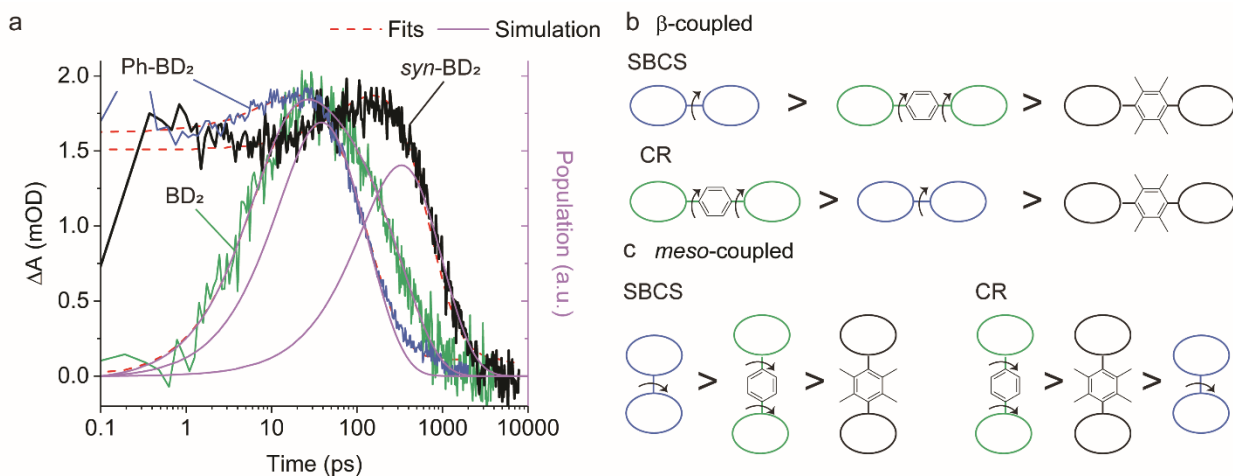 a
Fits
Simulation
Ph-BD₂
syn-BD₂
BD₂
2.0
1.5
1.0
0.5
0.0
ΔA (mOD)
Population (a.u.)
0.1 1 10 100 1000 10000
Time (ps)
b β-coupled
SBCS
> >
CR
> >
c meso-coupled
SBCS CR
> > > >